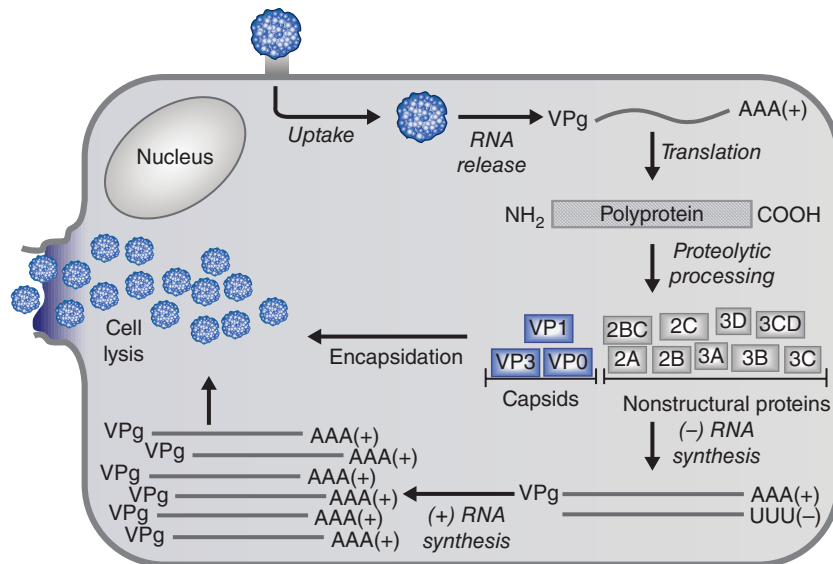 Uptake
RNA
release
VPg
AAA(+)
Nucleus
Translation
NH2
Polyprotein
COOH
Proteolytic
processing
VP1
VP3 VP0
Capsids
2BC 2C 3D 3CD
2A 2B 3A 3B 3C
Nonstructural proteins
Cell
lysis
Encapsidation
(–) RNA
synthesis
VPg AAA(+)
UUU(–)
(+) RNA
synthesis
VPg AAA(+)
VPg AAA(+)
VPg AAA(+)
VPg AAA(+)
VPg AAA(+)
VPg AAA(+)